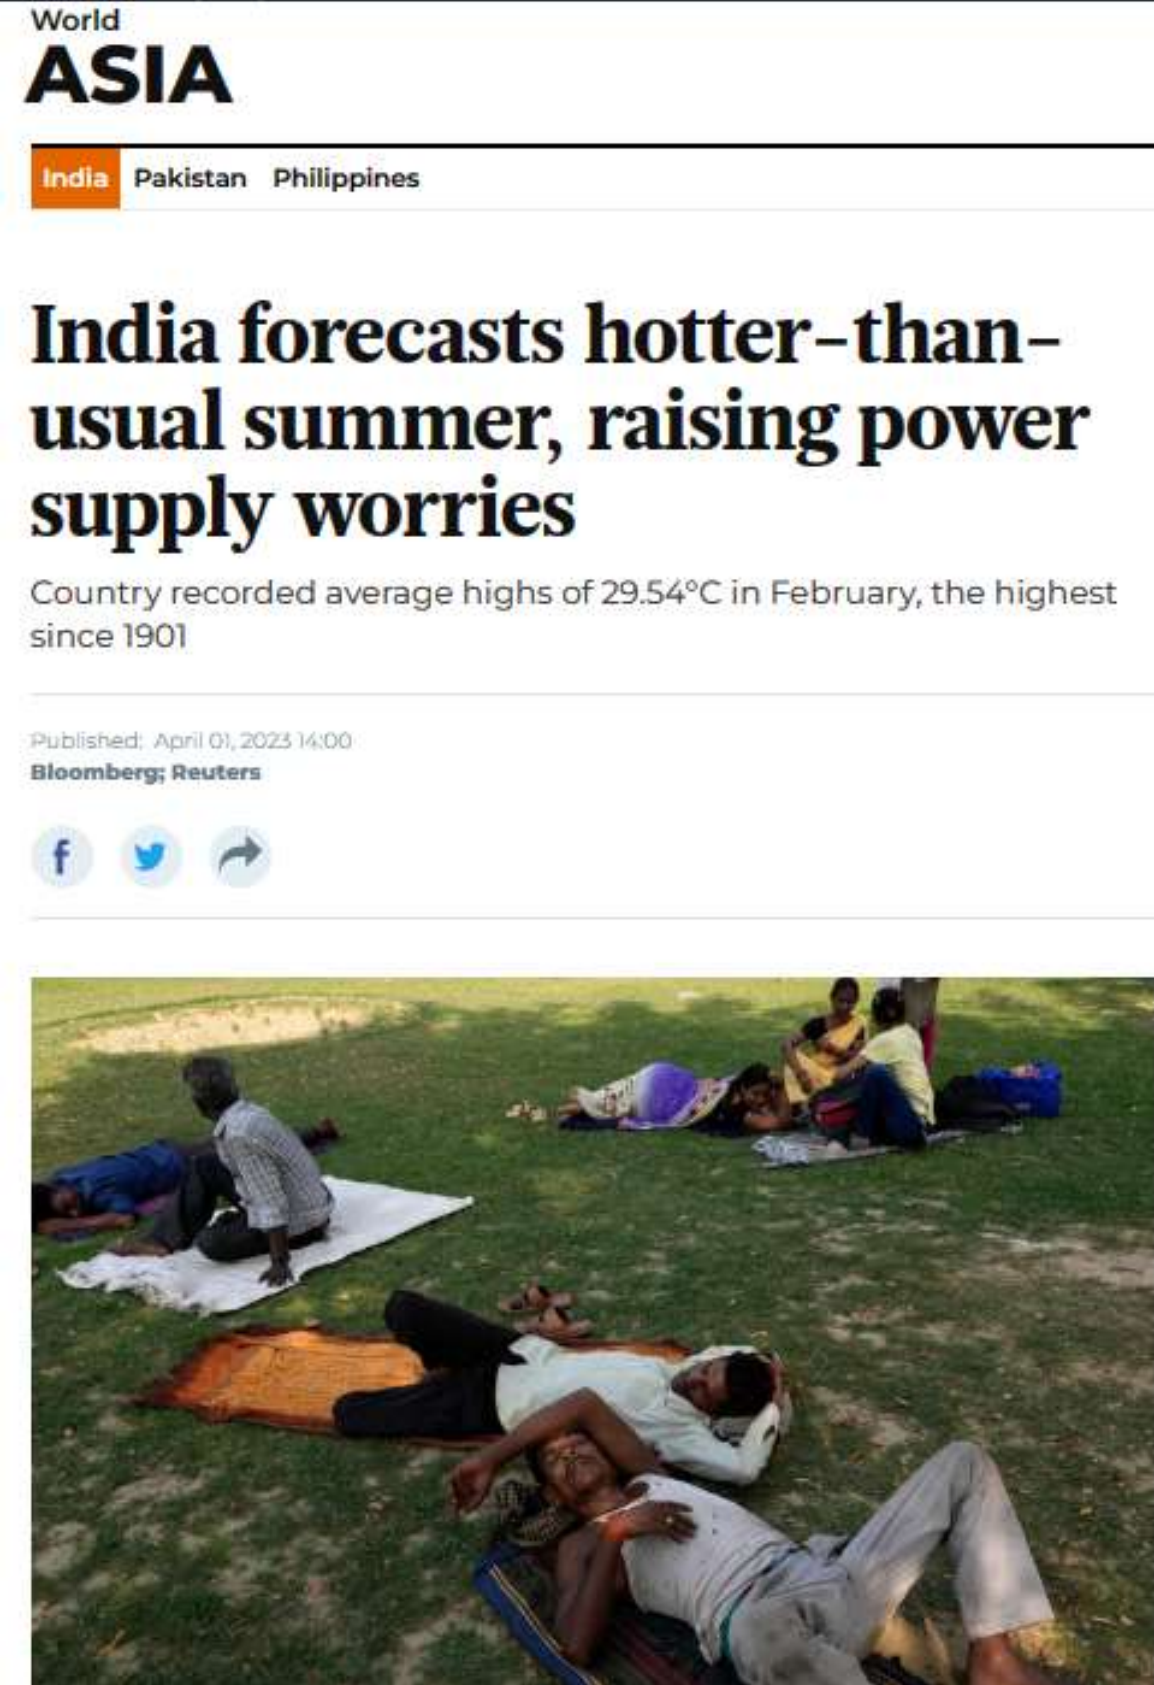 World
ASIA
India Pakistan Philippines
India forecasts hotter-than-
usual summer, raising power
supply worries
Country recorded average highs of 29.54°C in February, the highest
since 1901
Published: April 01, 2023 14:00
Bloomberg; Reuters